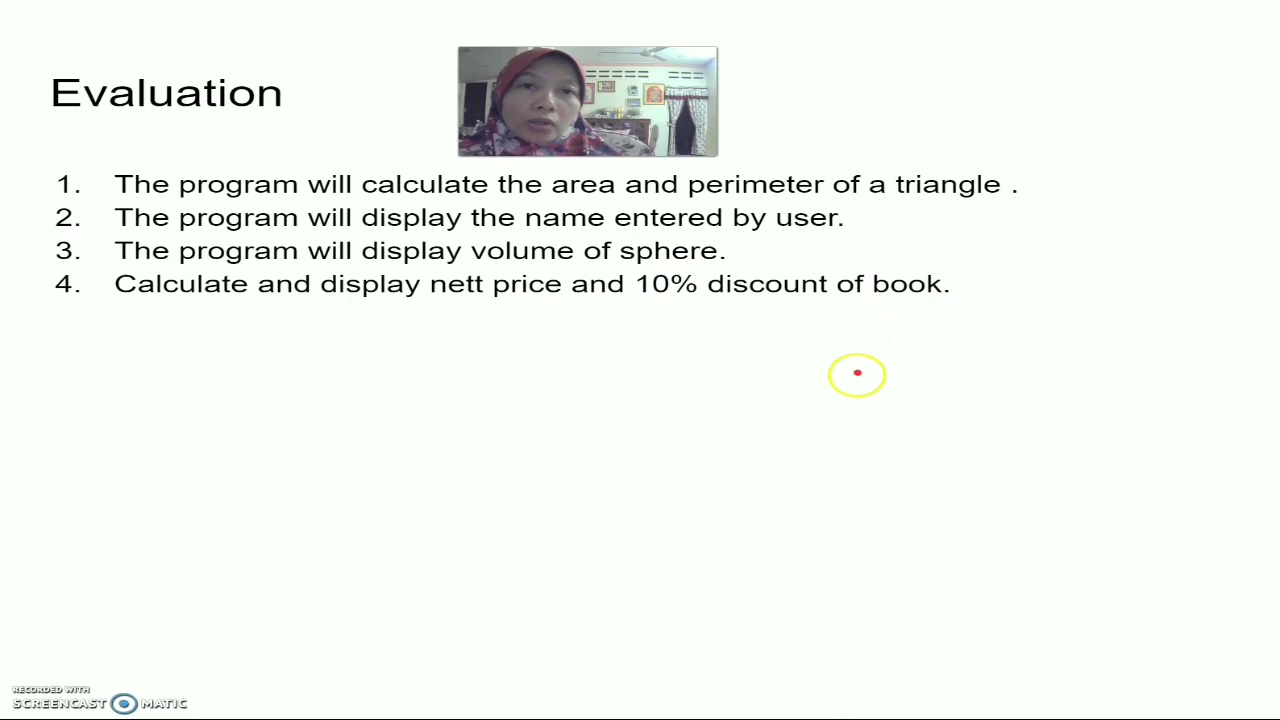 Evaluation
1. The program will calculate the area and perimeter of a triangle .
2. The program will display the name entered by user.
3. The program will display volume of sphere.
4. Calculate and display nett price and 10% discount of book.
RECORDED WITH
SCREENCAST MATIC